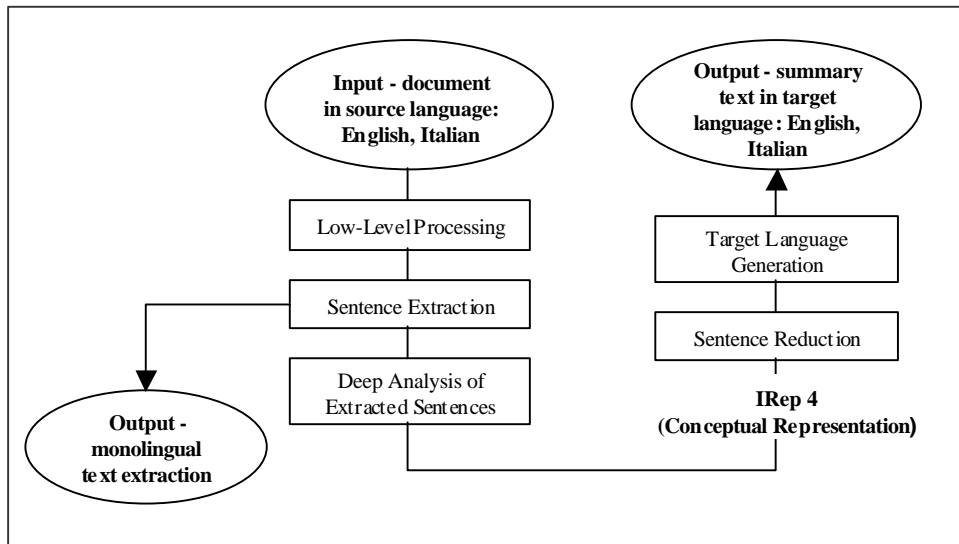 Input - document
in source language:
English, Italian
Low-Level Processing
Sentence Extraction
Deep Analysis of
Extracted Sentences
Output -
monolingual
text extraction
Output - summary
text in target
language: English,
Italian
Target Language
Generation
Sentence Reduction
IRep 4
(Conceptual Representation)